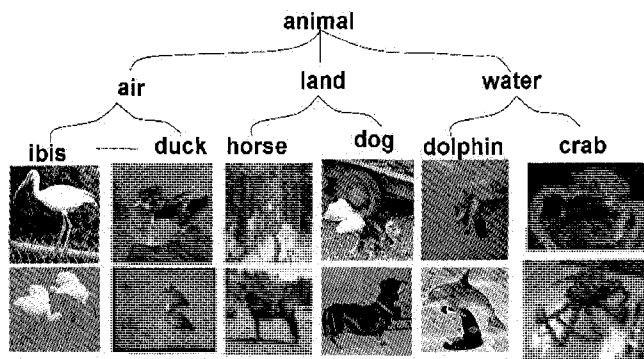 animal
air land water
ibis duck horse dog dolphin crab